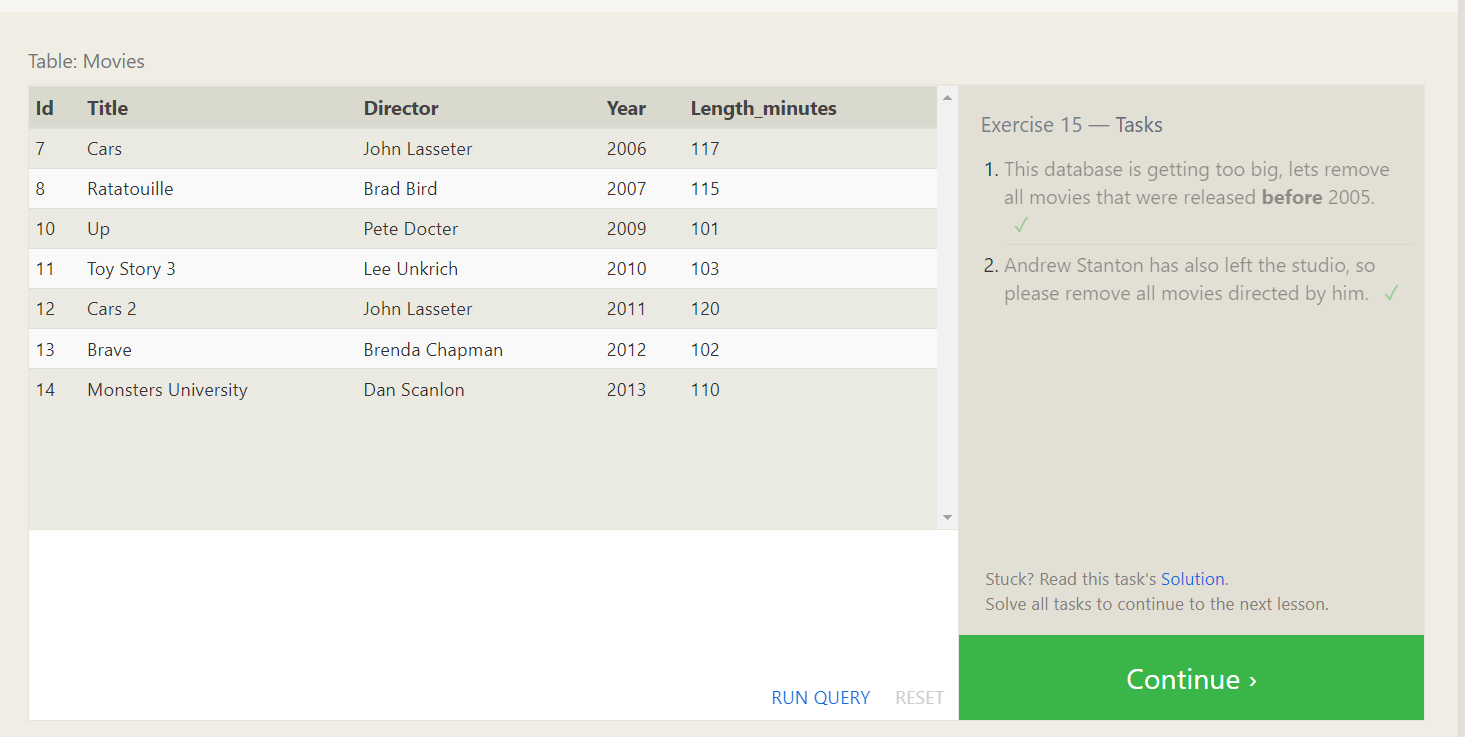 Table: Movies
Id Title Director Year Length_minutes
7 Cars John Lasseter 2006 117
8 Ratatouille Brad Bird 2007 115
10 Up Pete Docter 2009 101
11 Toy Story 3 Lee Unkrich 2010 103
12 Cars 2 John Lasseter 2011 120
13 Brave Brenda Chapman 2012 102
14 Monsters University Dan Scanlon 2013 110
RUN QUERY RESET
Exercise 15 — Tasks
1. This database is getting too big, lets remove
all movies that were released before 2005.
✓
2. Andrew Stanton has also left the studio, so
please remove all movies directed by him. ✓
Stuck? Read this task's Solution.
Solve all tasks to continue to the next lesson.
Continue ›